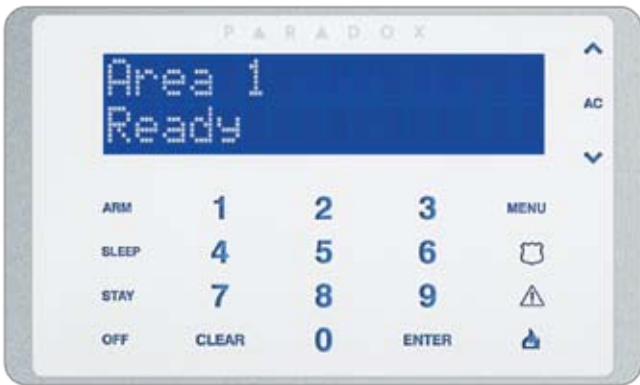 PARADOX
Area 1
Ready
AC
ARM 1 2 3 MENU
SLEEP 4 5 6
STAY 7 8 9
OFF CLEAR 0 ENTER